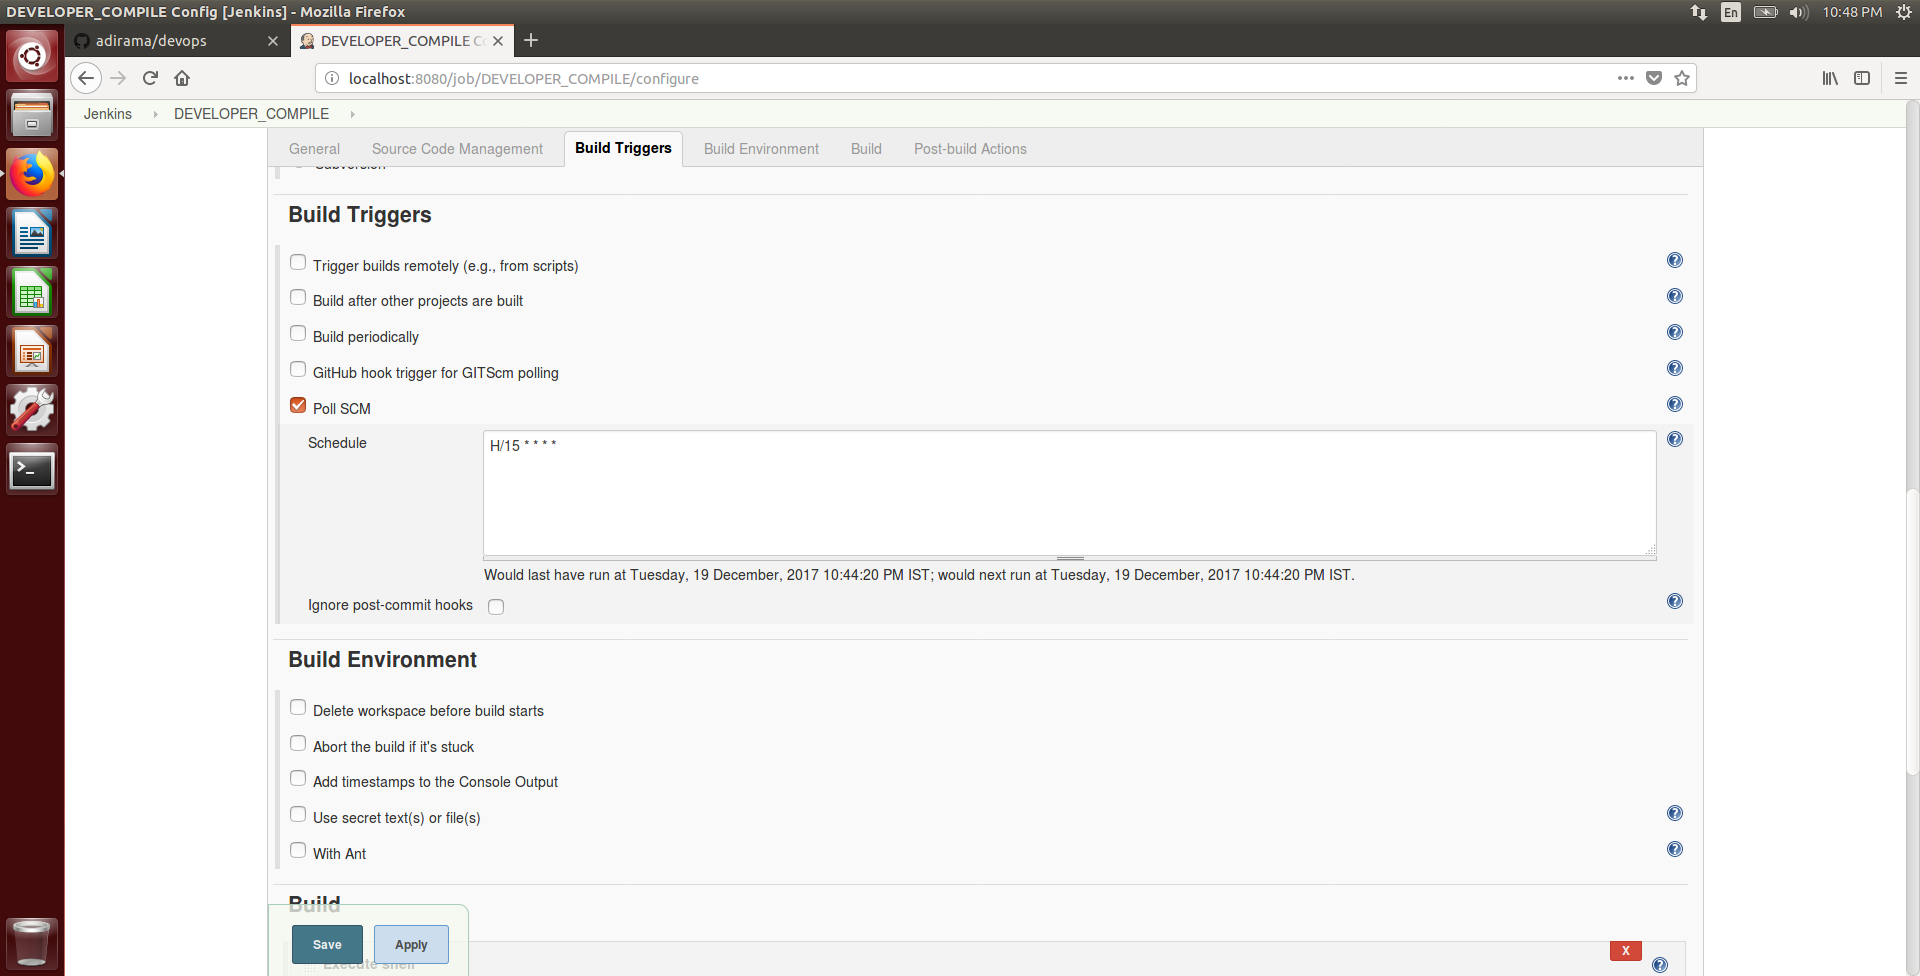 DEVELOPER_COMPILE Config [Jenkins] - Mozilla Firefox
En
10:48 PM
adirama/devops
DEVELOPER_COMPILE C
localhost:8080/job/DEVELOPER_COMPILE/configure
Jenkins
DEVELOPER_COMPILE
General
Source Code Management
Build Triggers
Build Environment
Build
Post-build Actions
Subversion
Build Triggers
Trigger builds remotely (e.g., from scripts)
Build after other projects are built
Build periodically
GitHub hook trigger for GITScm polling
Poll SCM
Schedule
H/15 * * * *
Would last have run at Tuesday, 19 December, 2017 10:44:20 PM IST; would next run at Tuesday, 19 December, 2017 10:44:20 PM IST.
Ignore post-commit hooks
Build Environment
Delete workspace before build starts
Abort the build if it's stuck
Add timestamps to the Console Output
Use secret text(s) or file(s)
With Ant
Build
Save
Apply
X
Execute shell